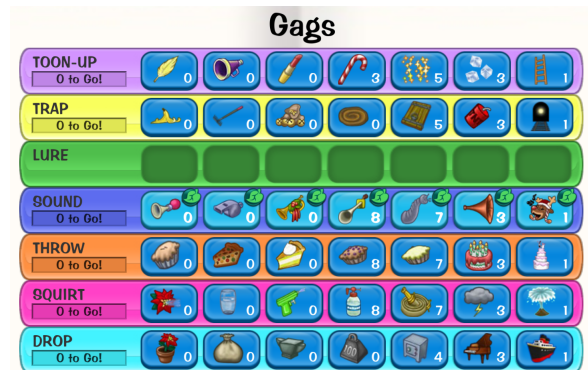 Gags
TOON-UP 0 0 0 3 5 3 1
0 to Go!
TRAP 0 0 0 0 5 3 1
0 to Go!
LURE
SOUND 0 0 0 8 7 3 1
0 to Go!
THROW 0 0 0 8 7 3 1
0 to Go!
SQUIRT 0 0 0 8 7 3 1
0 to Go!
DROP 0 0 0 0 4 3 1
0 to Go!